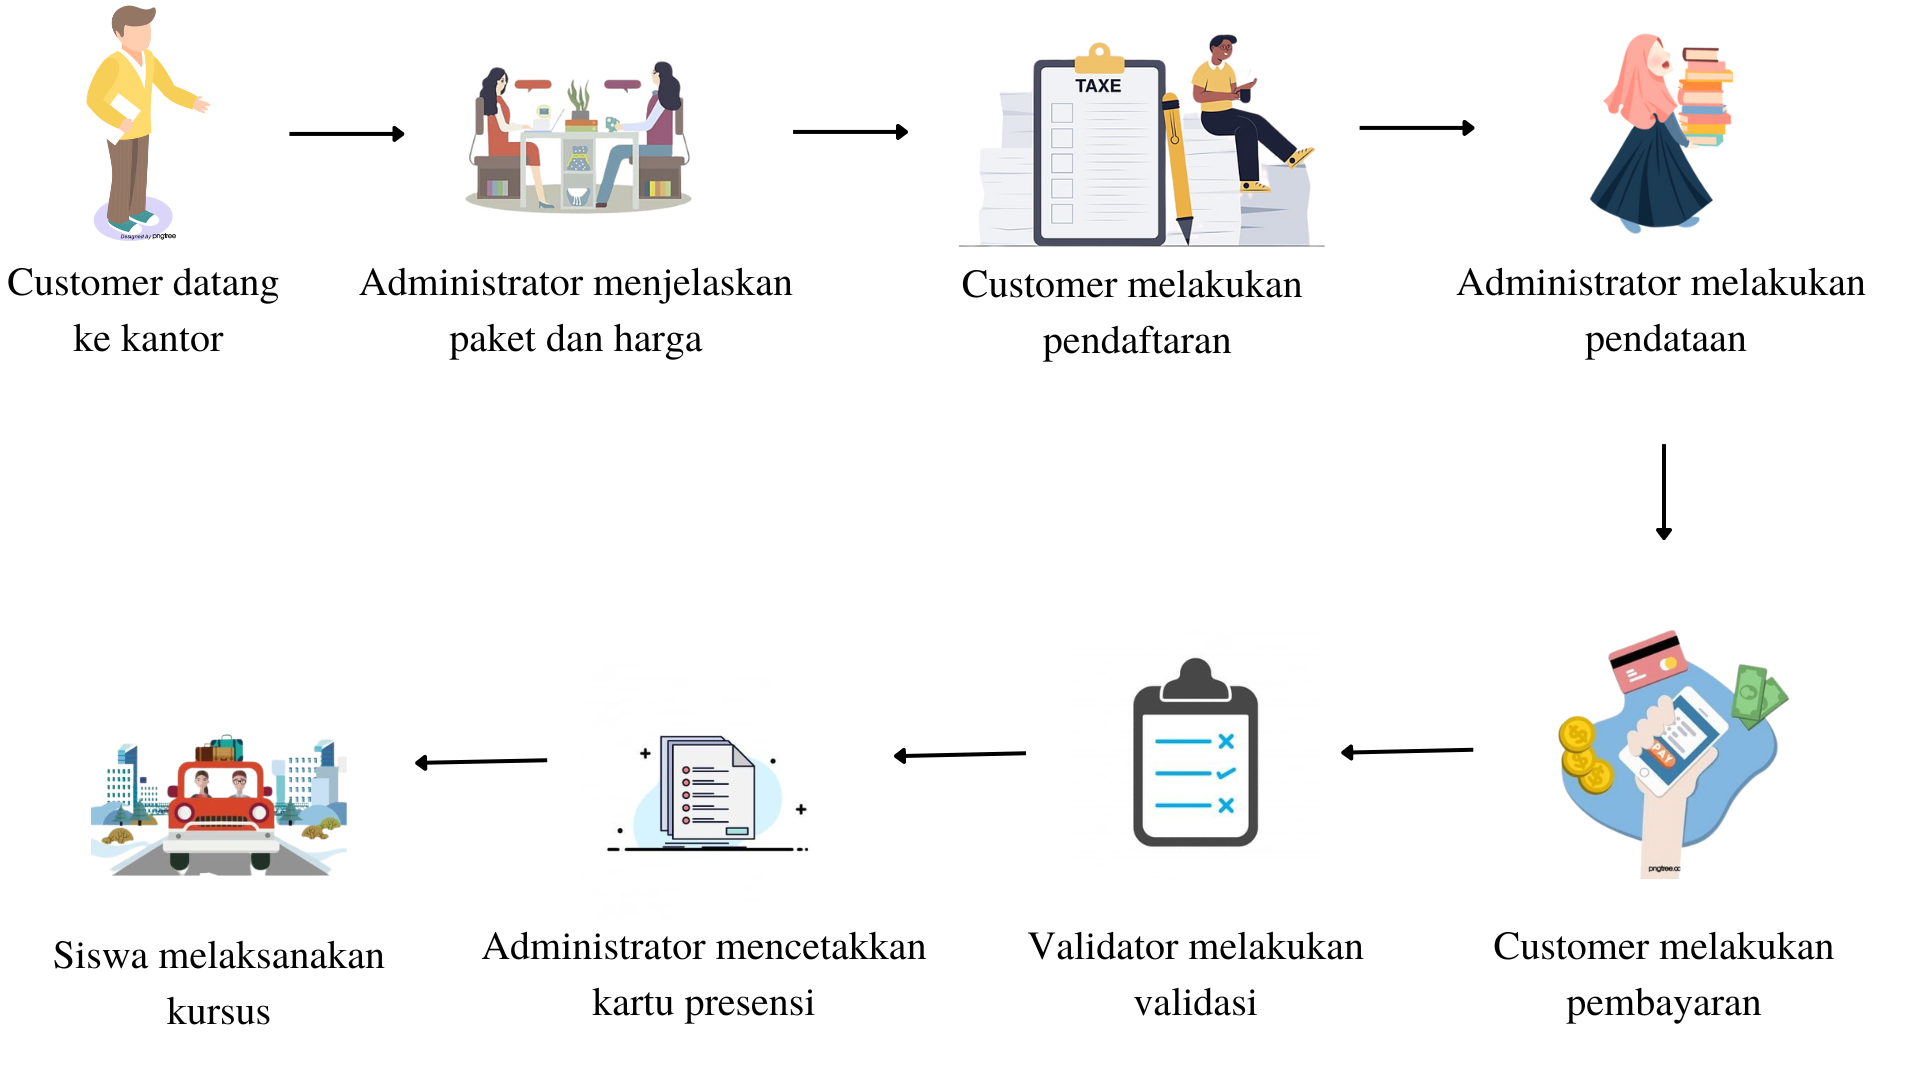 Designed by pngtree
TAXE
Customer datang
ke kantor
Administrator menjelaskan
paket dan harga
Customer melakukan
pendaftaran
Administrator melakukan
pendataan
PAY
pngtree.cc
Siswa melaksanakan
kursus
Administrator mencetakkan
kartu presensi
Validator melakukan
validasi
Customer melakukan
pembayaran